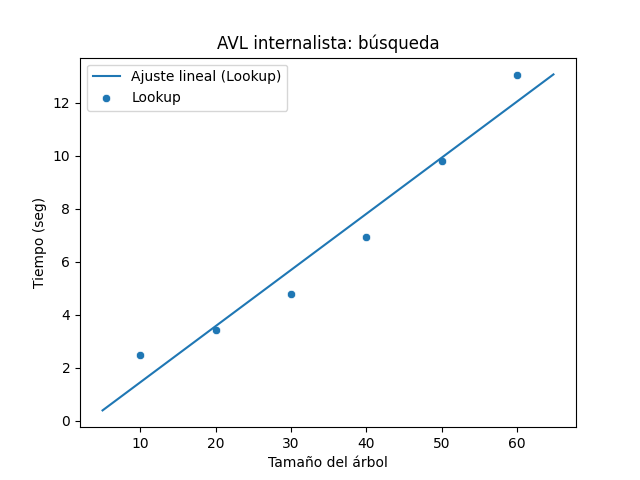 AVL internalista: búsqueda
Ajuste lineal (Lookup)
Lookup
Tiempo (seg)
12
10
8
6
4
2
0
10 20 30 40 50 60
Tamaño del árbol